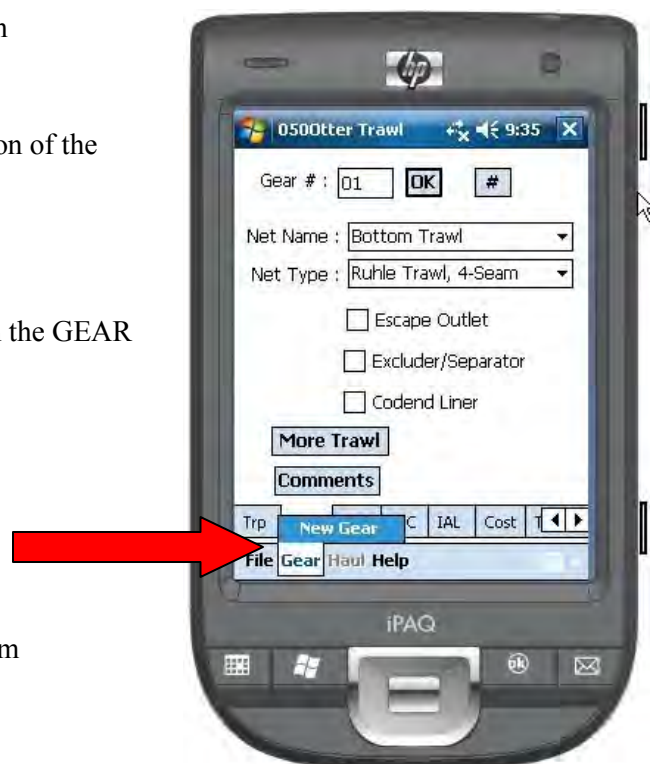 n
on of the
the GEAR
m
hp
050Otter Trawl 9:35 X
Gear # : 01 OK #
Net Name : Bottom Trawl
Net Type : Ruhle Trawl, 4-Seam
Escape Outlet
Excluder/Separator
Codend Liner
More Trawl
Comments
Trp C IAL Cost T
New Gear
File Gear Haul Help
iPAQ
ok